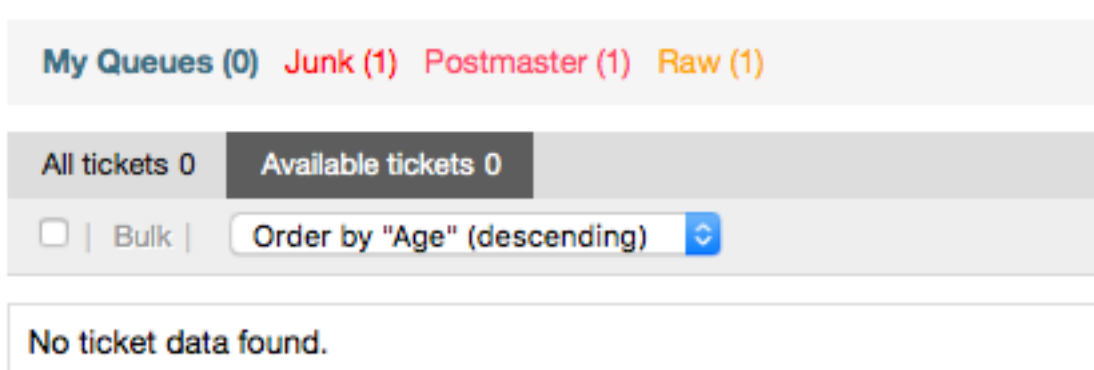 My Queues (0) Junk (1) Postmaster (1) Raw (1)
All tickets 0 Available tickets 0
| Bulk | Order by "Age" (descending)
No ticket data found.